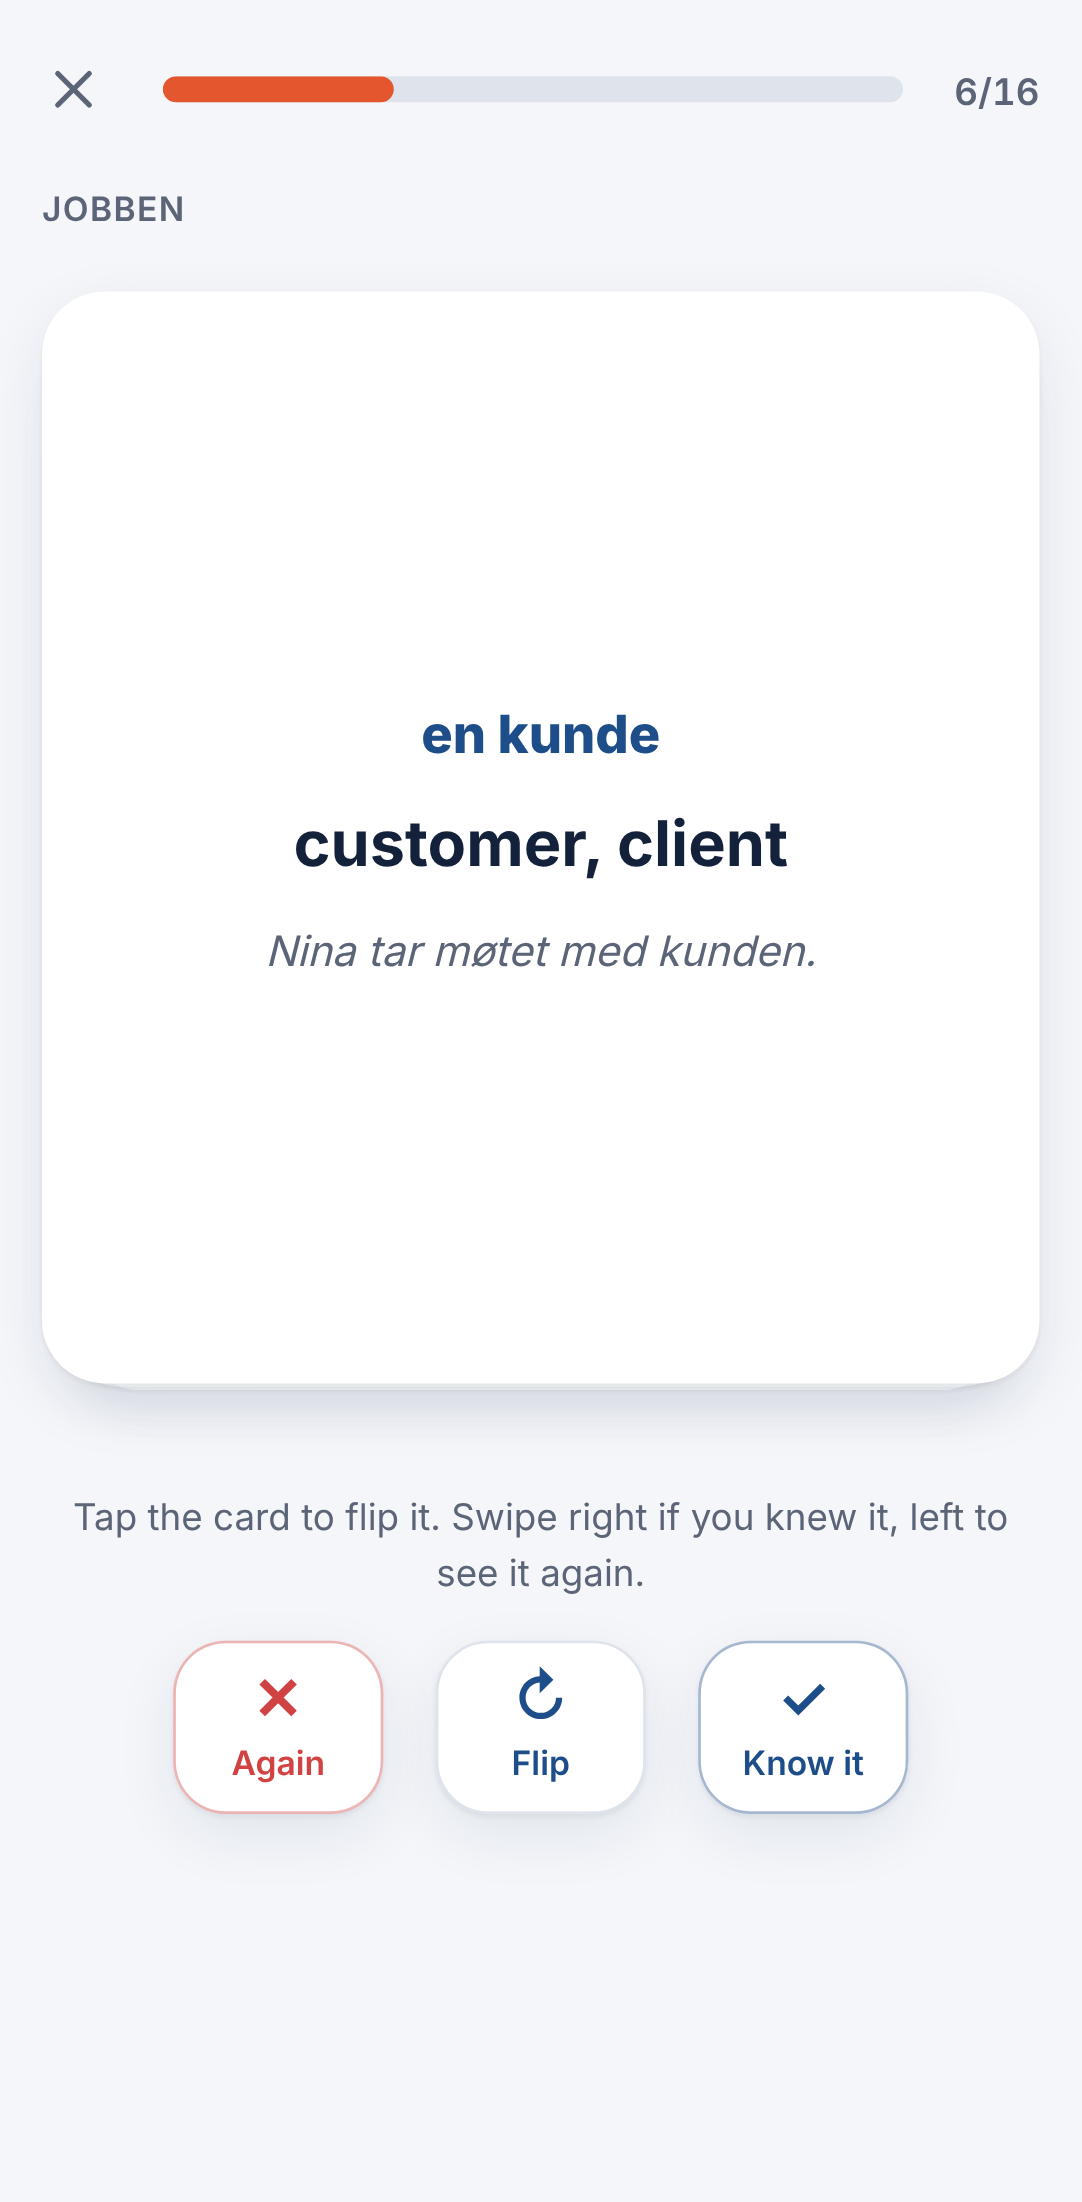 6/16
JOBBEN
en kunde
customer, client
Nina tar møtet med kunden.
Tap the card to flip it. Swipe right if you knew it, left to
see it again.
Again
Flip
Know it